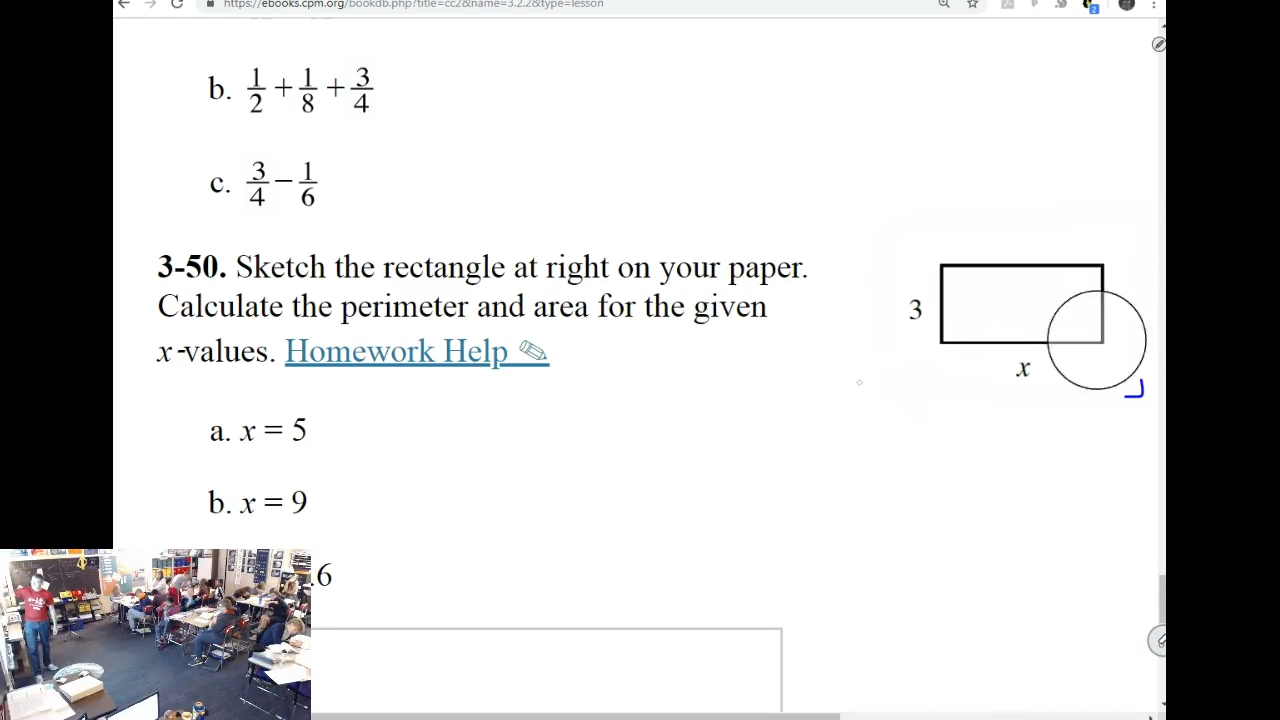 https://ebooks.cpm.org/bookdb.php?title=cc2&name=3.2.2&type=lesson
2
b. 1/2 + 1/8 + 3/4
c. 3/4 − 1/6
3-50. Sketch the rectangle at right on your paper.
Calculate the perimeter and area for the given
x-values. Homework Help ✎
3
x
a. x = 5
b. x = 9
.6